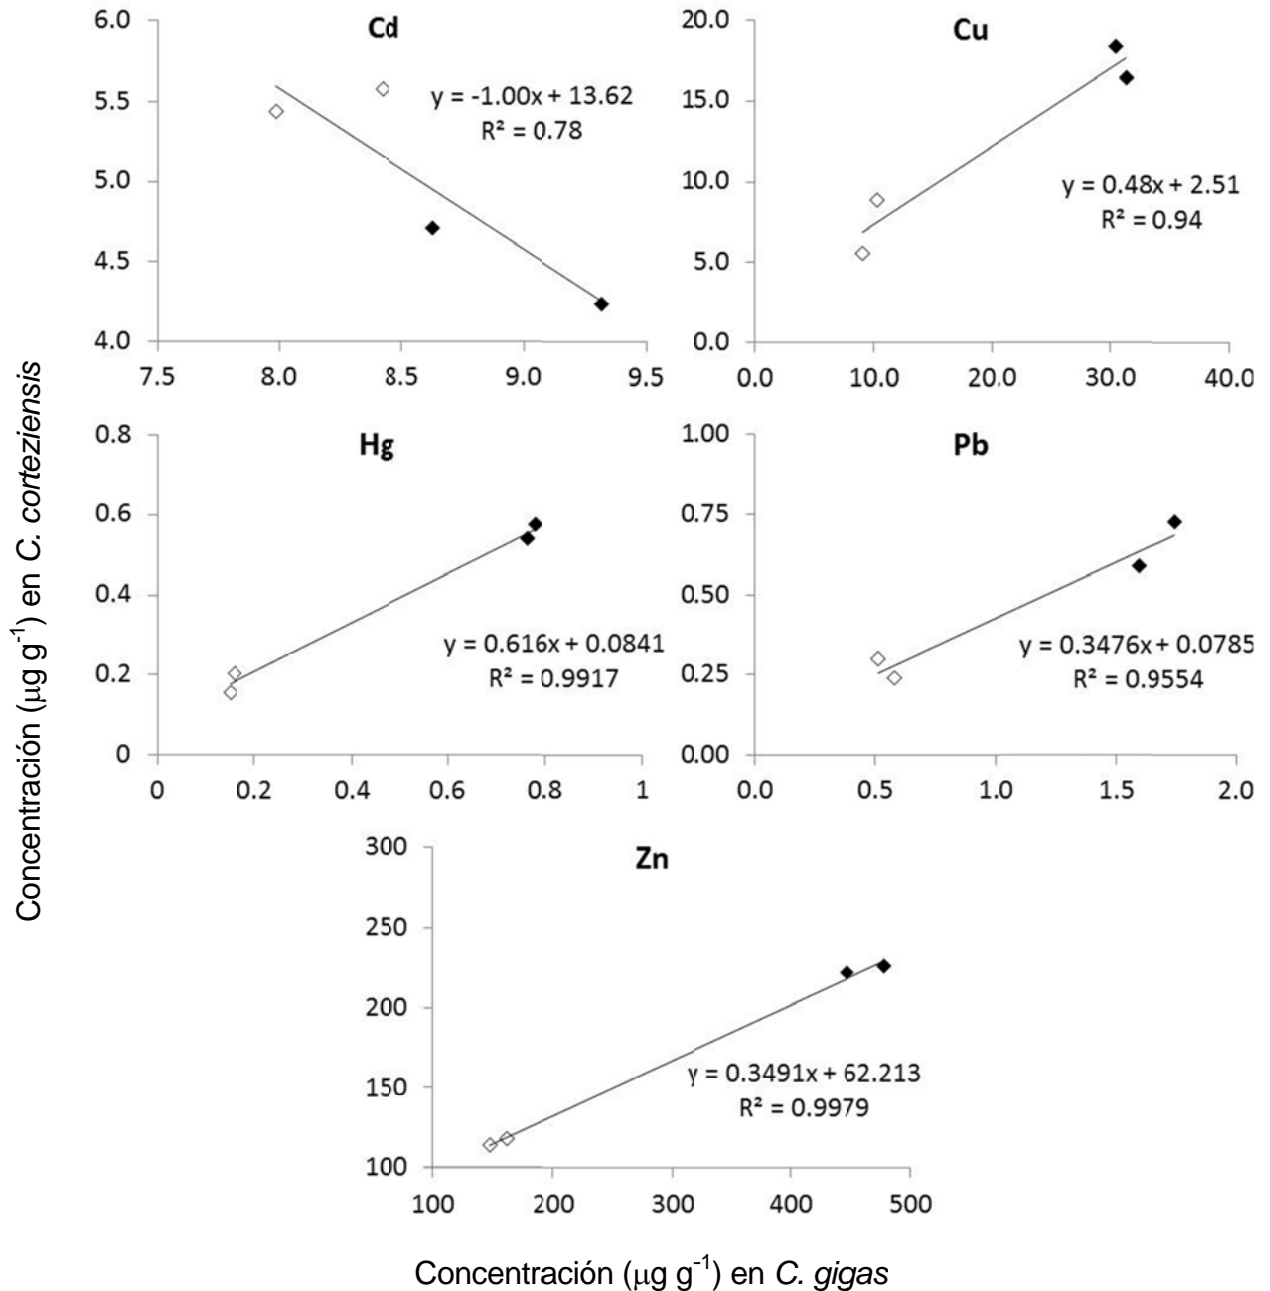 Cd
6.0
5.5
5.0
4.5
4.0
7.5 8.0 8.5 9.0 9.5
y = -1.00x + 13.62
R² = 0.78
Cu
20.0
15.0
10.0
5.0
0.0
0.0 10.0 20.0 30.0 40.0
y = 0.48x + 2.51
R² = 0.94
Hg
0.8
0.6
0.4
0.2
0
0 0.2 0.4 0.6 0.8 1
y = 0.616x + 0.0841
R² = 0.9917
Pb
1.00
0.75
0.50
0.25
0.00
0.0 0.5 1.0 1.5 2.0
y = 0.3476x + 0.0785
R² = 0.9554
Zn
300
250
200
150
100
100 200 300 400 500
y = 0.3491x + 62.213
R² = 0.9979
Concentración (µg g⁻¹) en C. corteziensis
Concentración (µg g⁻¹) en C. gigas